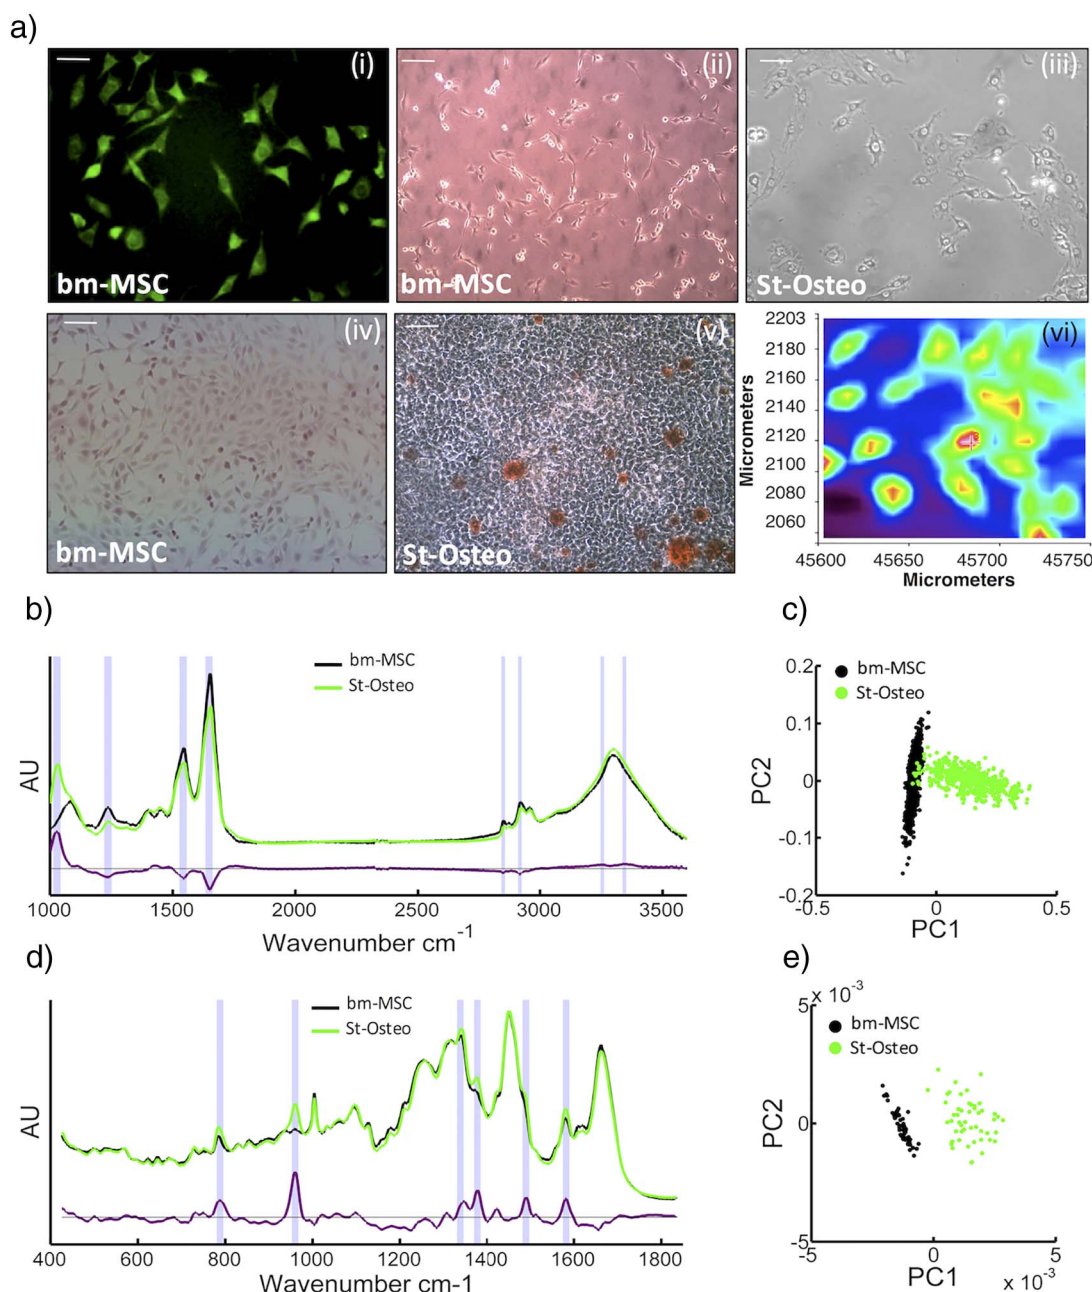 a)
(i)
bm-MSC
(ii)
bm-MSC
(iii)
St-Osteo
(iv)
bm-MSC
(v)
St-Osteo
(vi)
2203
2180
2160
2140
2120
2100
2080
2060
Micrometers
45600 45650 45700 45750
Micrometers
b)
bm-MSC
St-Osteo
AU
1000 1500 2000 2500 3000 3500
Wavenumber cm-1
c)
0.2
0.1
0
-0.1
-0.2
bm-MSC
St-Osteo
PC2
-0.5 0 0.5
PC1
d)
bm-MSC
St-Osteo
AU
400 600 800 1000 1200 1400 1600 1800
Wavenumber cm-1
e)
x 10-3
5
0
-5
bm-MSC
St-Osteo
PC2
-5 0 5
PC1
x 10-3